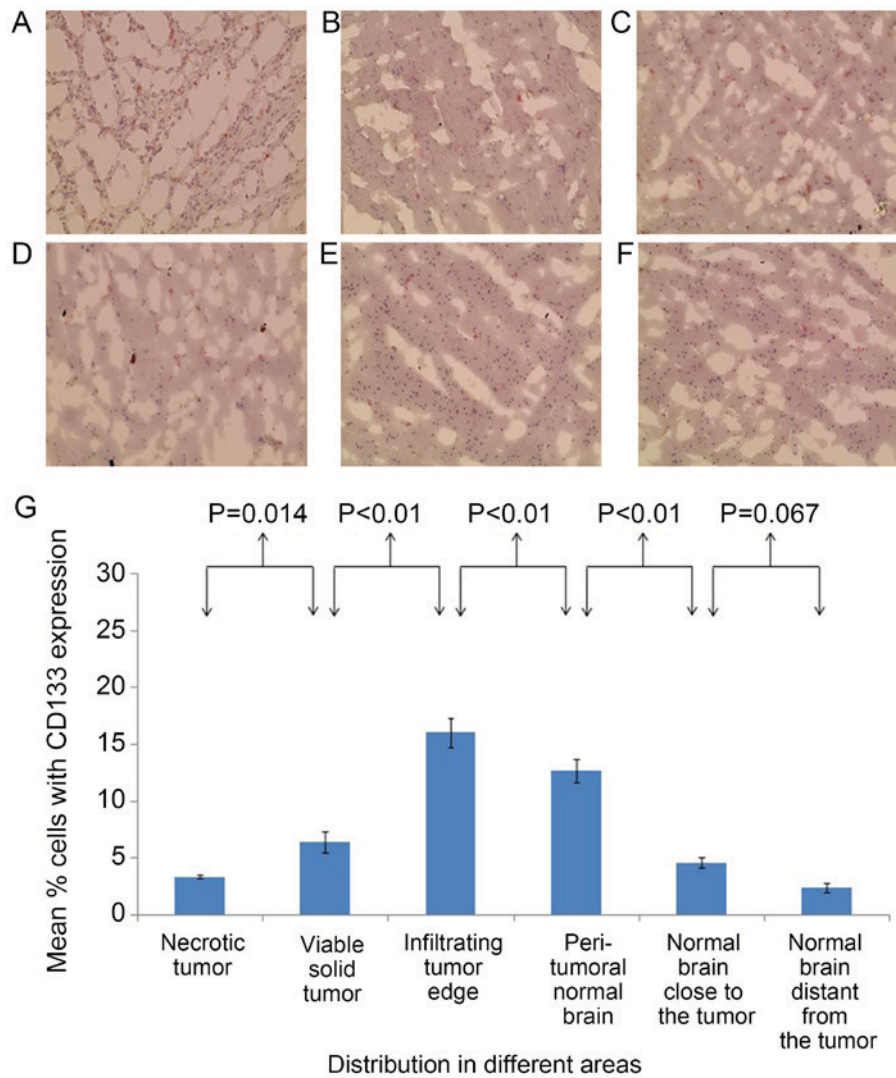 A
B
C
D
E
F
G
P=0.014
P<0.01
P<0.01
P<0.01
P=0.067
30
25
20
15
10
5
0
Mean % cells with CD133 expression
Necrotic
tumor
Viable
solid
tumor
Infiltrating
tumor
edge
Peri-
tumoral
normal
brain
Normal
brain
close to
the tumor
Normal
brain
distant
from
the tumor
Distribution in different areas